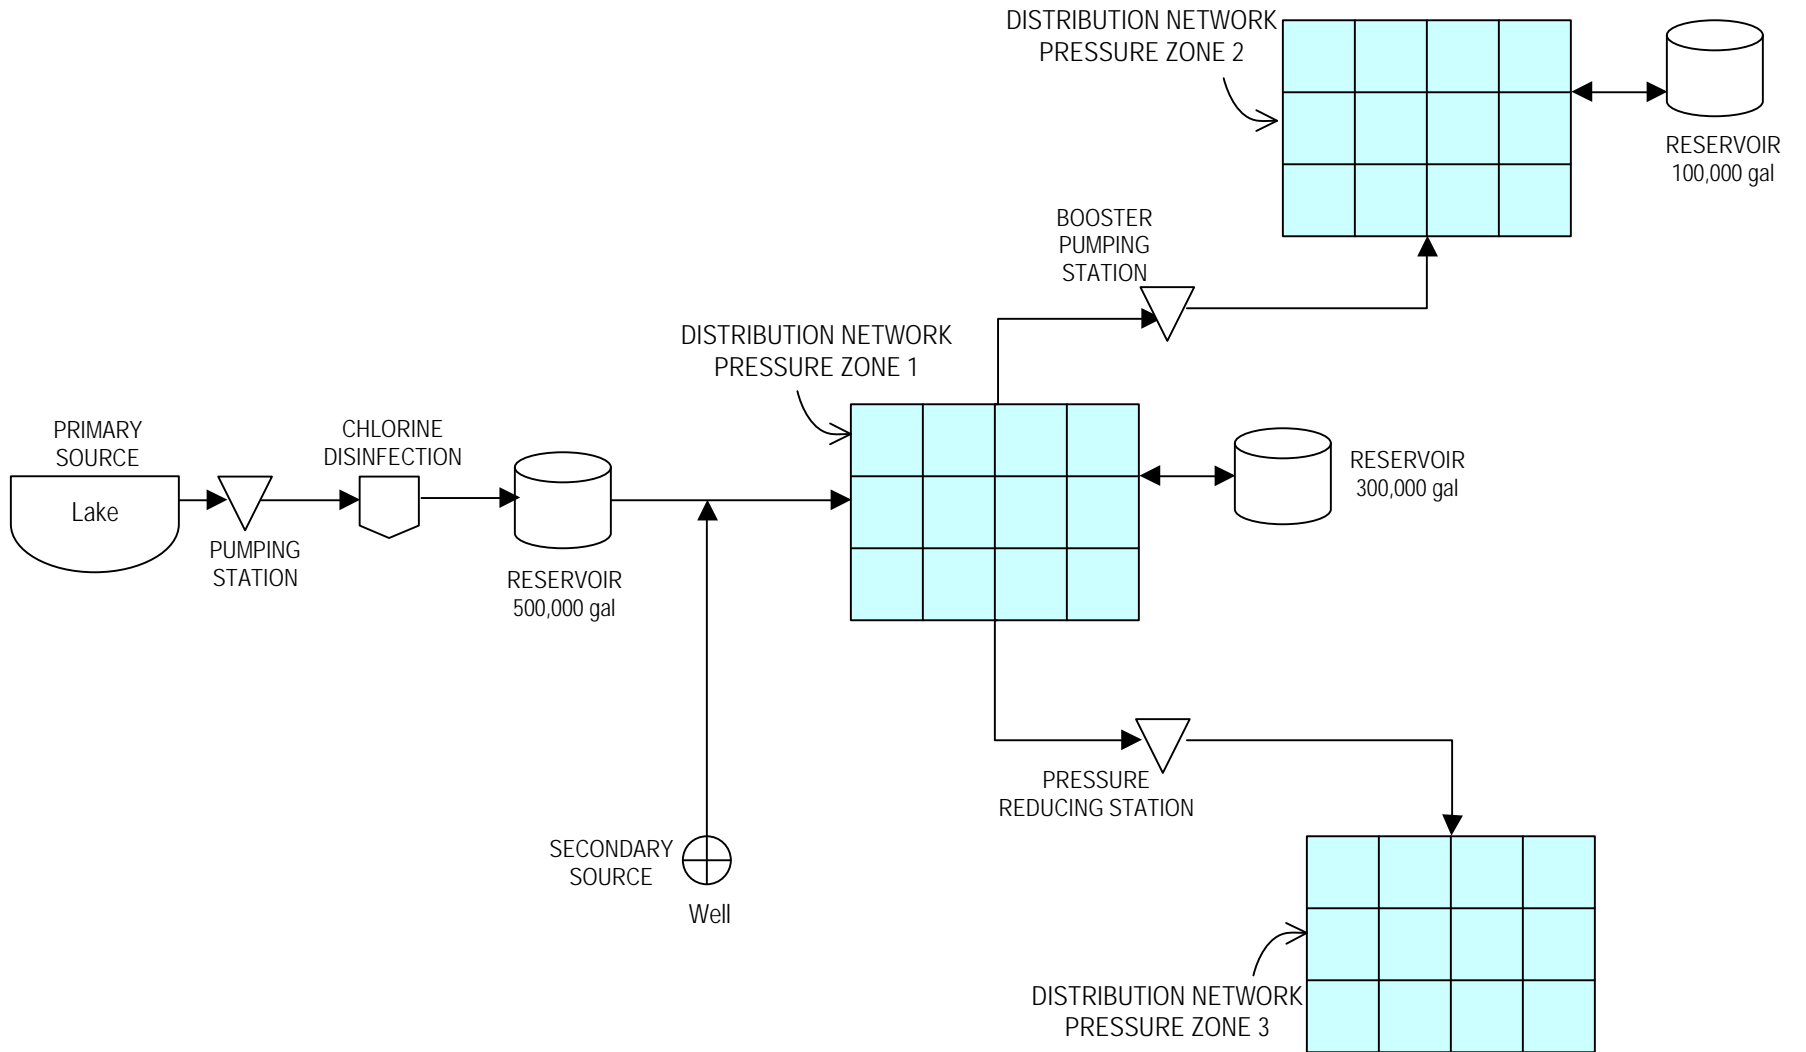 DISTRIBUTION NETWORK
PRESSURE ZONE 2
RESERVOIR
100,000 gal
BOOSTER
PUMPING
STATION
DISTRIBUTION NETWORK
PRESSURE ZONE 1
PRIMARY
SOURCE
Lake
CHLORINE
DISINFECTION
PUMPING
STATION
RESERVOIR
500,000 gal
RESERVOIR
300,000 gal
PRESSURE
REDUCING STATION
SECONDARY
SOURCE
Well
DISTRIBUTION NETWORK
PRESSURE ZONE 3